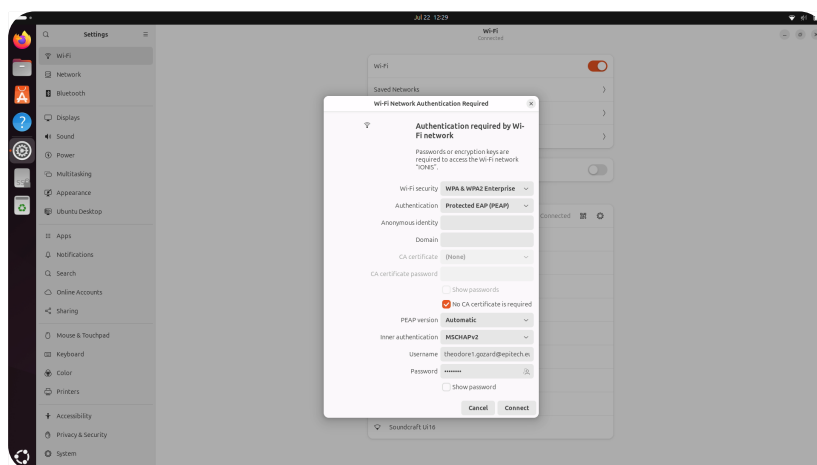 Jul 22 12:29
Settings
Wi-Fi
Connected
Wi-Fi
Network
Bluetooth
Displays
Sound
Power
Multitasking
Appearance
Ubuntu Desktop
Apps
Notifications
Search
Online Accounts
Sharing
Mouse & Touchpad
Keyboard
Color
Printers
Accessibility
Privacy & Security
System
Wi-Fi
Saved Networks
Connected
Wi-Fi Network Authentication Required
Authentication required by Wi-
Fi network
Passwords or encryption keys are
required to access the Wi-Fi network
"IONIS".
Wi-Fi security WPA & WPA2 Enterprise
Authentication Protected EAP (PEAP)
Anonymous identity
Domain
CA certificate (None)
CA certificate password
Show passwords
No CA certificate is required
PEAP version Automatic
Inner authentication MSCHAPv2
Username theodore1.gozard@epitech.e
Password ••••••••
Show password
Cancel Connect
Soundcraft Ui16